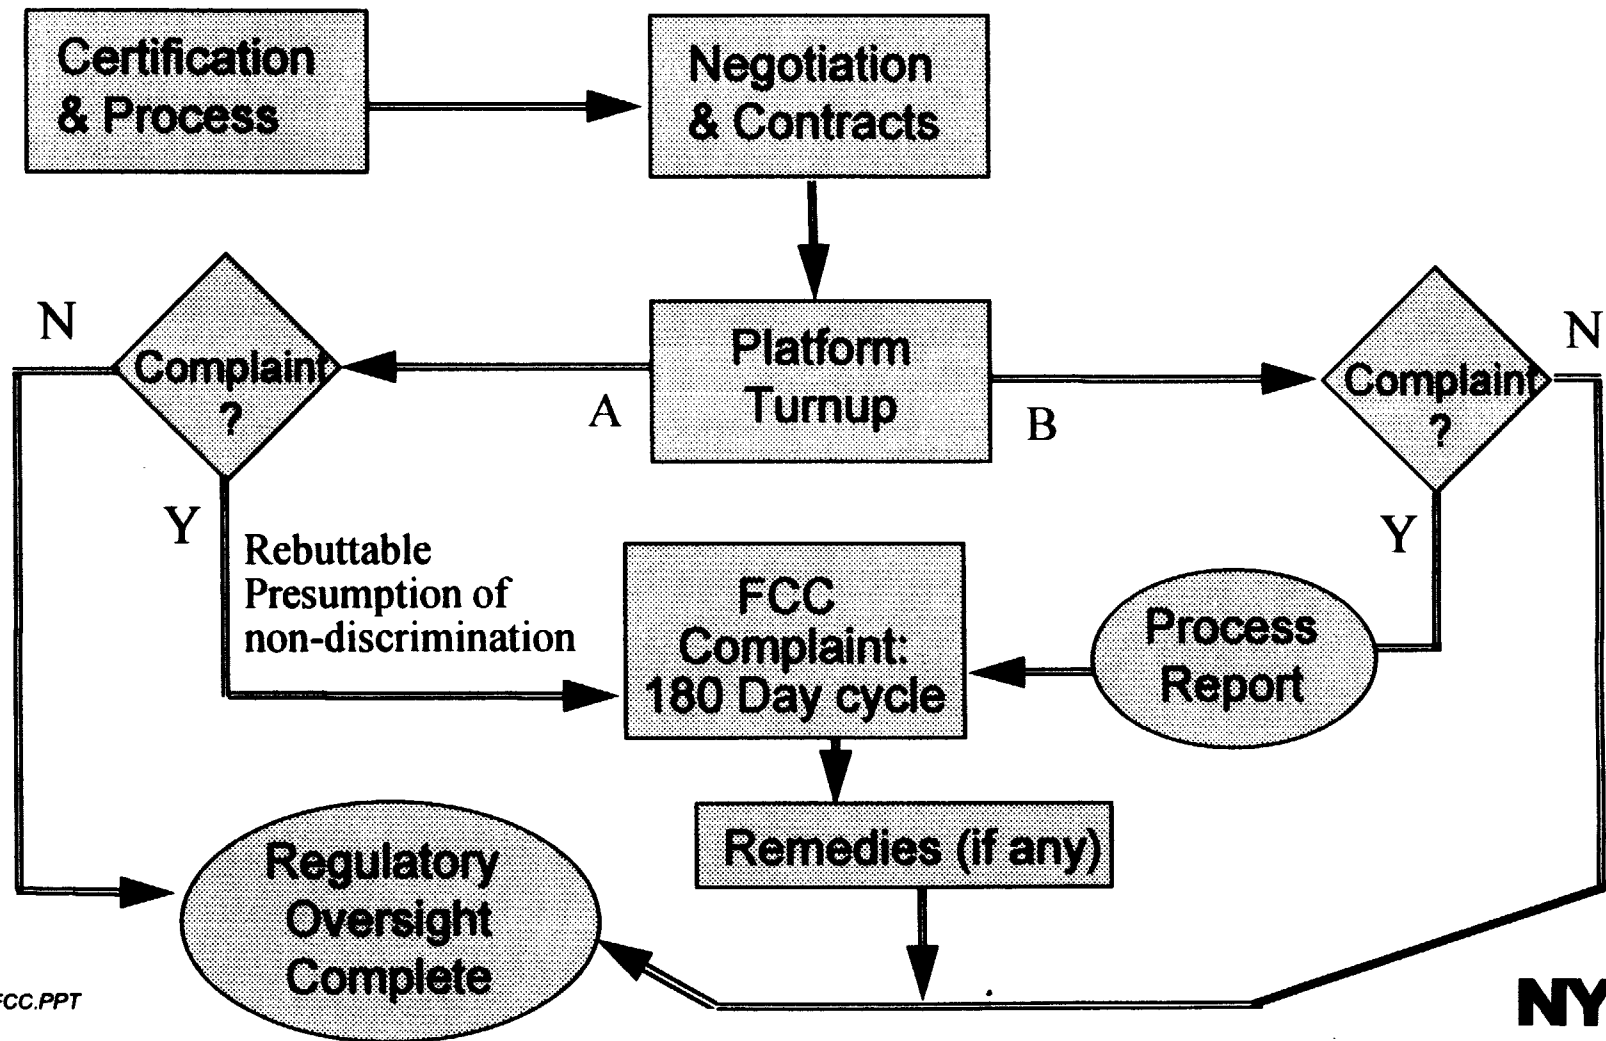 Certification
& Process
Negotiation
& Contracts
N
Complaint
?
A
Platform
Turnup
B
Complaint
?
N
Y
Rebuttable
Presumption of
non-discrimination
FCC
Complaint:
180 Day cycle
Process
Report
Y
Remedies (if any)
Regulatory
Oversight
Complete
FCC.PPT
NY